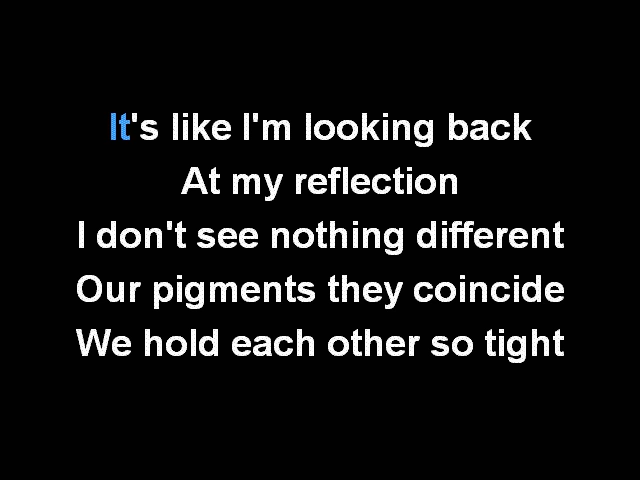 It's like I'm looking back
At my reflection
I don't see nothing different
Our pigments they coincide
We hold each other so tight